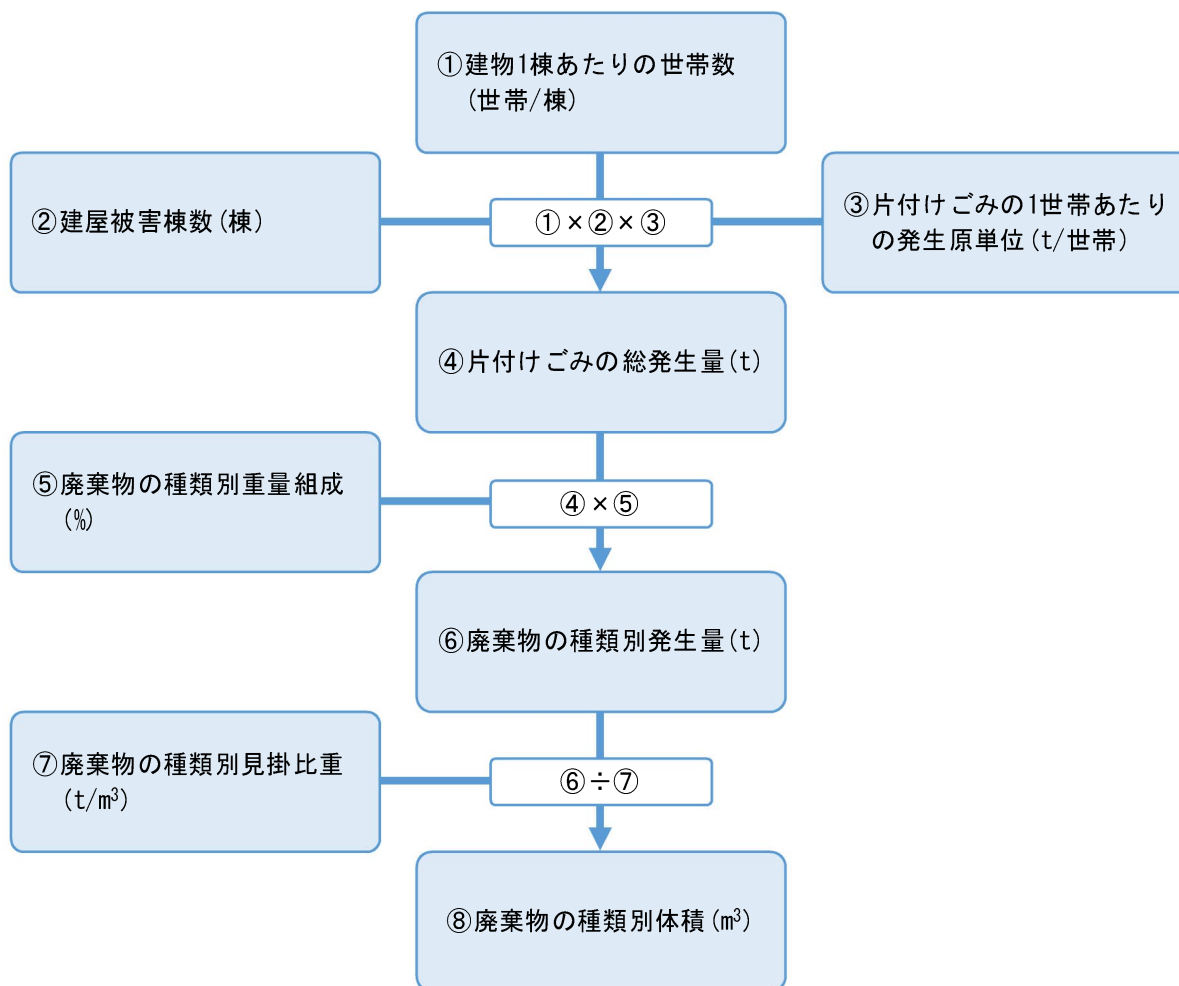 ①建物1棟あたりの世帯数
(世帯/棟)
②建屋被害棟数(棟)
①×②×③
③片付けごみの1世帯あたり
の発生原単位(t/世帯)
④片付けごみの総発生量(t)
⑤廃棄物の種類別重量組成
(%)
④×⑤
⑥廃棄物の種類別発生量(t)
⑦廃棄物の種類別見掛比重
(t/m³)
⑥÷⑦
⑧廃棄物の種類別体積(m³)